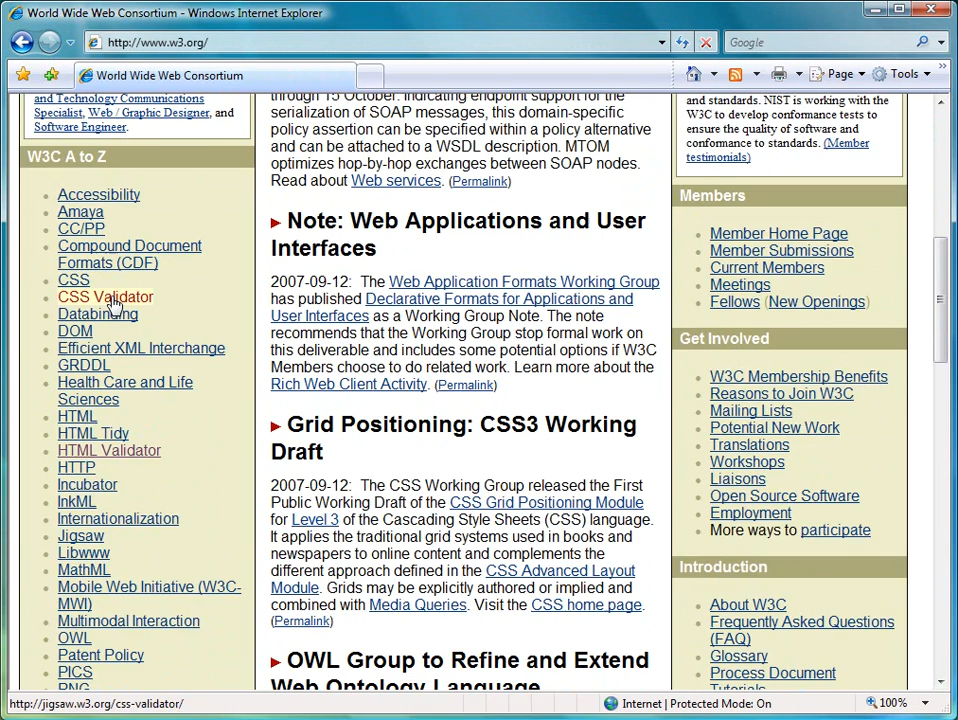 World Wide Web Consortium - Windows Internet Explorer
http://www.w3.org/
Google
World Wide Web Consortium
Page
Tools
and Technology Communications
Specialist, Web / Graphic Designer, and
Software Engineer.
W3C A to Z
Accessibility
Amaya
CC/PP
Compound Document
Formats (CDF)
CSS
CSS Validator
Databinding
DOM
Efficient XML Interchange
GRDDL
Health Care and Life
Sciences
HTML
HTML Tidy
HTML Validator
HTTP
Incubator
InkML
Internationalization
Jigsaw
Libwww
MathML
Mobile Web Initiative (W3C-
MWI)
Multimodal Interaction
OWL
Patent Policy
PICS
PNG
through 15 October. Indicating endpoint support for the
serialization of SOAP messages, this domain-specific
policy assertion can be specified within a policy alternative
and can be attached to a WSDL description. MTOM
optimizes hop-by-hop exchanges between SOAP nodes.
Read about Web services. (Permalink)
Note: Web Applications and User
Interfaces
2007-09-12: The Web Application Formats Working Group
has published Declarative Formats for Applications and
User Interfaces as a Working Group Note. The note
recommends that the Working Group stop formal work on
this deliverable and includes some potential options if W3C
Members choose to do related work. Learn more about the
Rich Web Client Activity. (Permalink)
Grid Positioning: CSS3 Working
Draft
2007-09-12: The CSS Working Group released the First
Public Working Draft of the CSS Grid Positioning Module
for Level 3 of the Cascading Style Sheets (CSS) language.
It applies the traditional grid systems used in books and
newspapers to online content and complements the
different approach defined in the CSS Advanced Layout
Module. Grids may be explicitly authored or implied and
combined with Media Queries. Visit the CSS home page.
(Permalink)
OWL Group to Refine and Extend
Web Ontology Language
and standards. NIST is working with the
W3C to develop conformance tests to
ensure the quality of software and
conformance to standards. (Member
testimonials)
Members
Member Home Page
Member Submissions
Current Members
Meetings
Fellows (New Openings)
Get Involved
W3C Membership Benefits
Reasons to Join W3C
Mailing Lists
Potential New Work
Translations
Workshops
Liaisons
Open Source Software
Employment
More ways to participate
Introduction
About W3C
Frequently Asked Questions
(FAQ)
Glossary
Process Document
Tutorials
http://jigsaw.w3.org/css-validator/
Internet | Protected Mode: On
100%